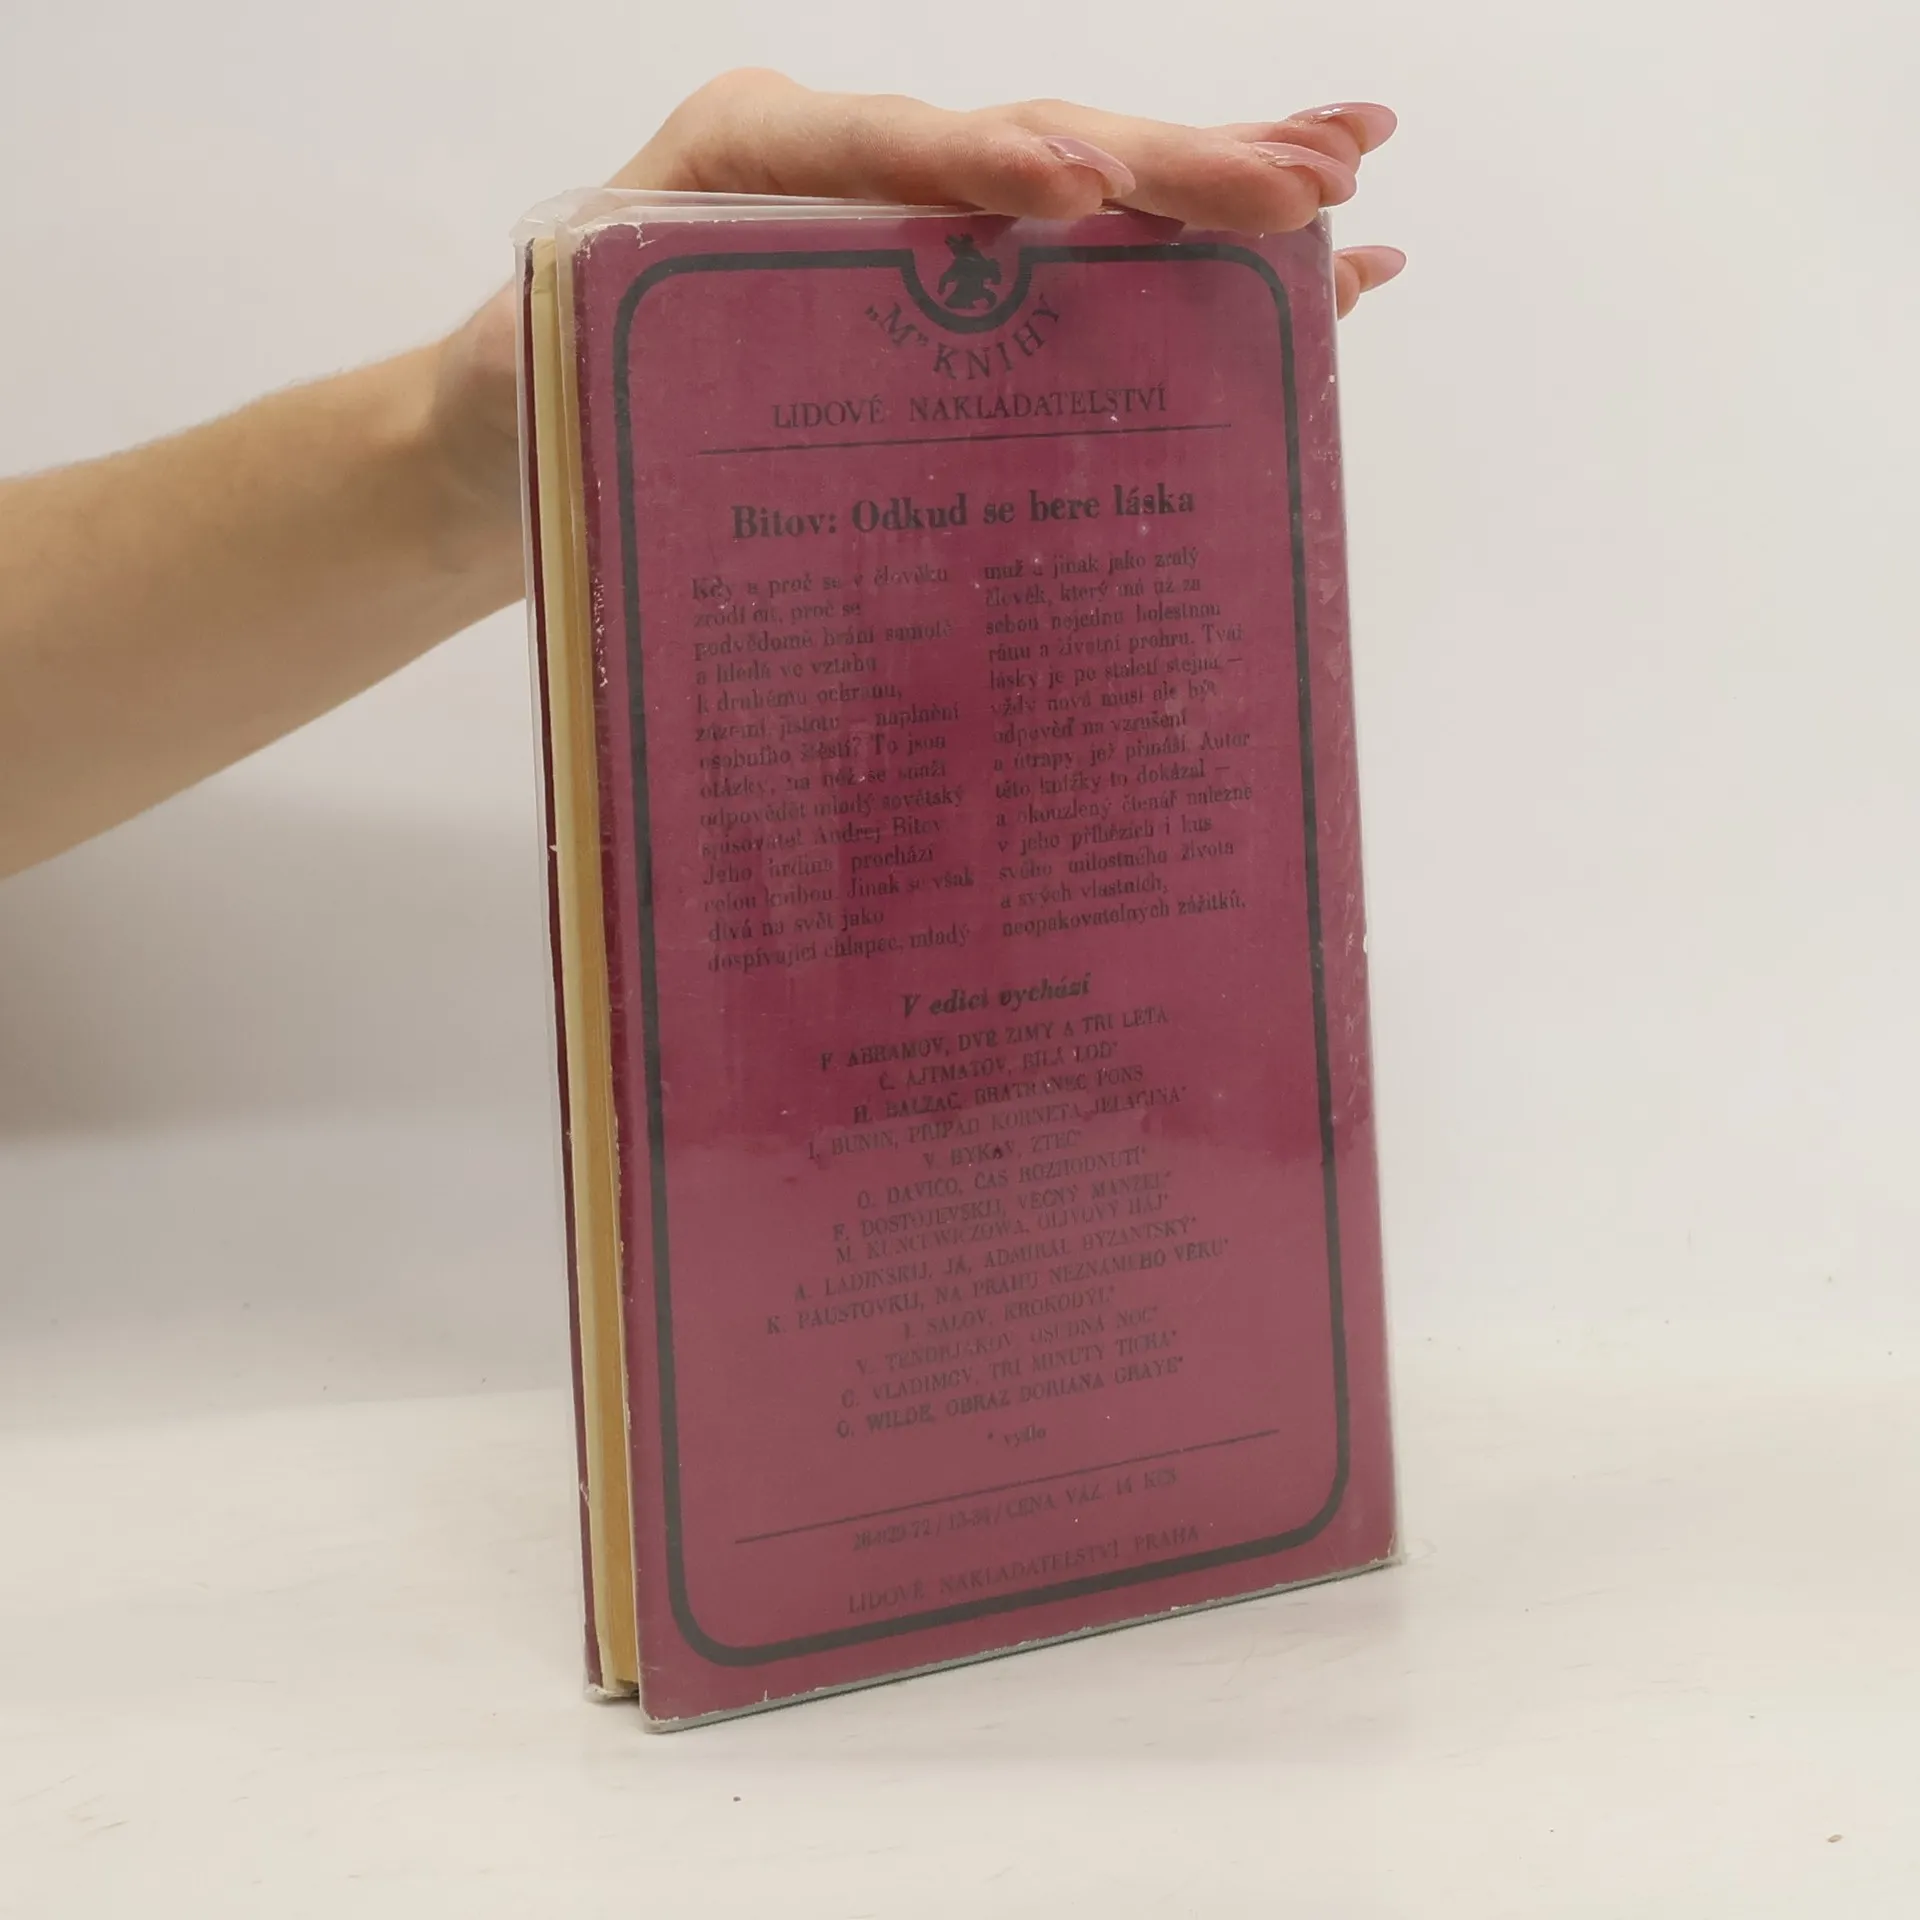 „M” KNIHY
LIDOVÉ NAKLADATELSTVÍ
Bitov: Odkud se bere láska
Kdy a proč se v člověku
zrodí cit, proč se
podvědomě brání samotě
a hledá ve vztahu
k druhému ochranu,
zázemí, jistotu naplnění
osobního štěstí? To jsou
otázky, na něž se snaží
odpovědět mladý sovětský
spisovatel Andrej Bitov
Jeho hrdina prochází
celou knihou. Jinak se však
dívá na svět jako
dospívající chlapec, mladý
muž a jinak jako zralý
člověk, který má už za
sebou nejednu bolestnou
ránu a životní prohru. Tvář
lásky je po staletí stejná —
vždy nová musí ale být
odpověď na vzrušení
a útrapy, jež přináší. Autor
této knížky to dokázal —
a okouzlený čtenář nalezne
v jeho příbězích i kus
svého milostného života
a svých vlastních,
neopakovatelných zážitků.
V edici vychází
F. ABRAMOV, DVĚ ZIMY A TŘI LÉTA
Č. AJTMATOV, BÍLÁ LOĎ*
H. BALZAC, BRATRANEC PONS
I. BUNIN, PŘÍPAD KORNETA JELAGINA*
V. BYKAV, ZTEČ*
O. DAVIČO, ČAS ROZHODNUTÍ*
F. DOSTOJEVSKIJ, VĚČNÝ MANŽEL*
M. KUNCEWICZOWA, OLIVOVÝ HÁJ*
A. LADINSKIJ, JÁ, ADMIRÁL BYZANTSKÝ*
K. PAUSTOVKIJ, NA PRAHU NEZNÁMÉHO VĚKU*
I. SALOV, KROKODÝL*
V. TENDRJAKOV, OSUDNÁ NOC*
G. VLADIMOV, TŘI MINUTY TICHA*
O. WILDE, OBRAZ DORIANA GRAYE*
* vyšlo
26-029-72 / 13-34 / CENA VÁZ. 14 KČS
LIDOVÉ NAKLADATELSTVÍ PRAHA